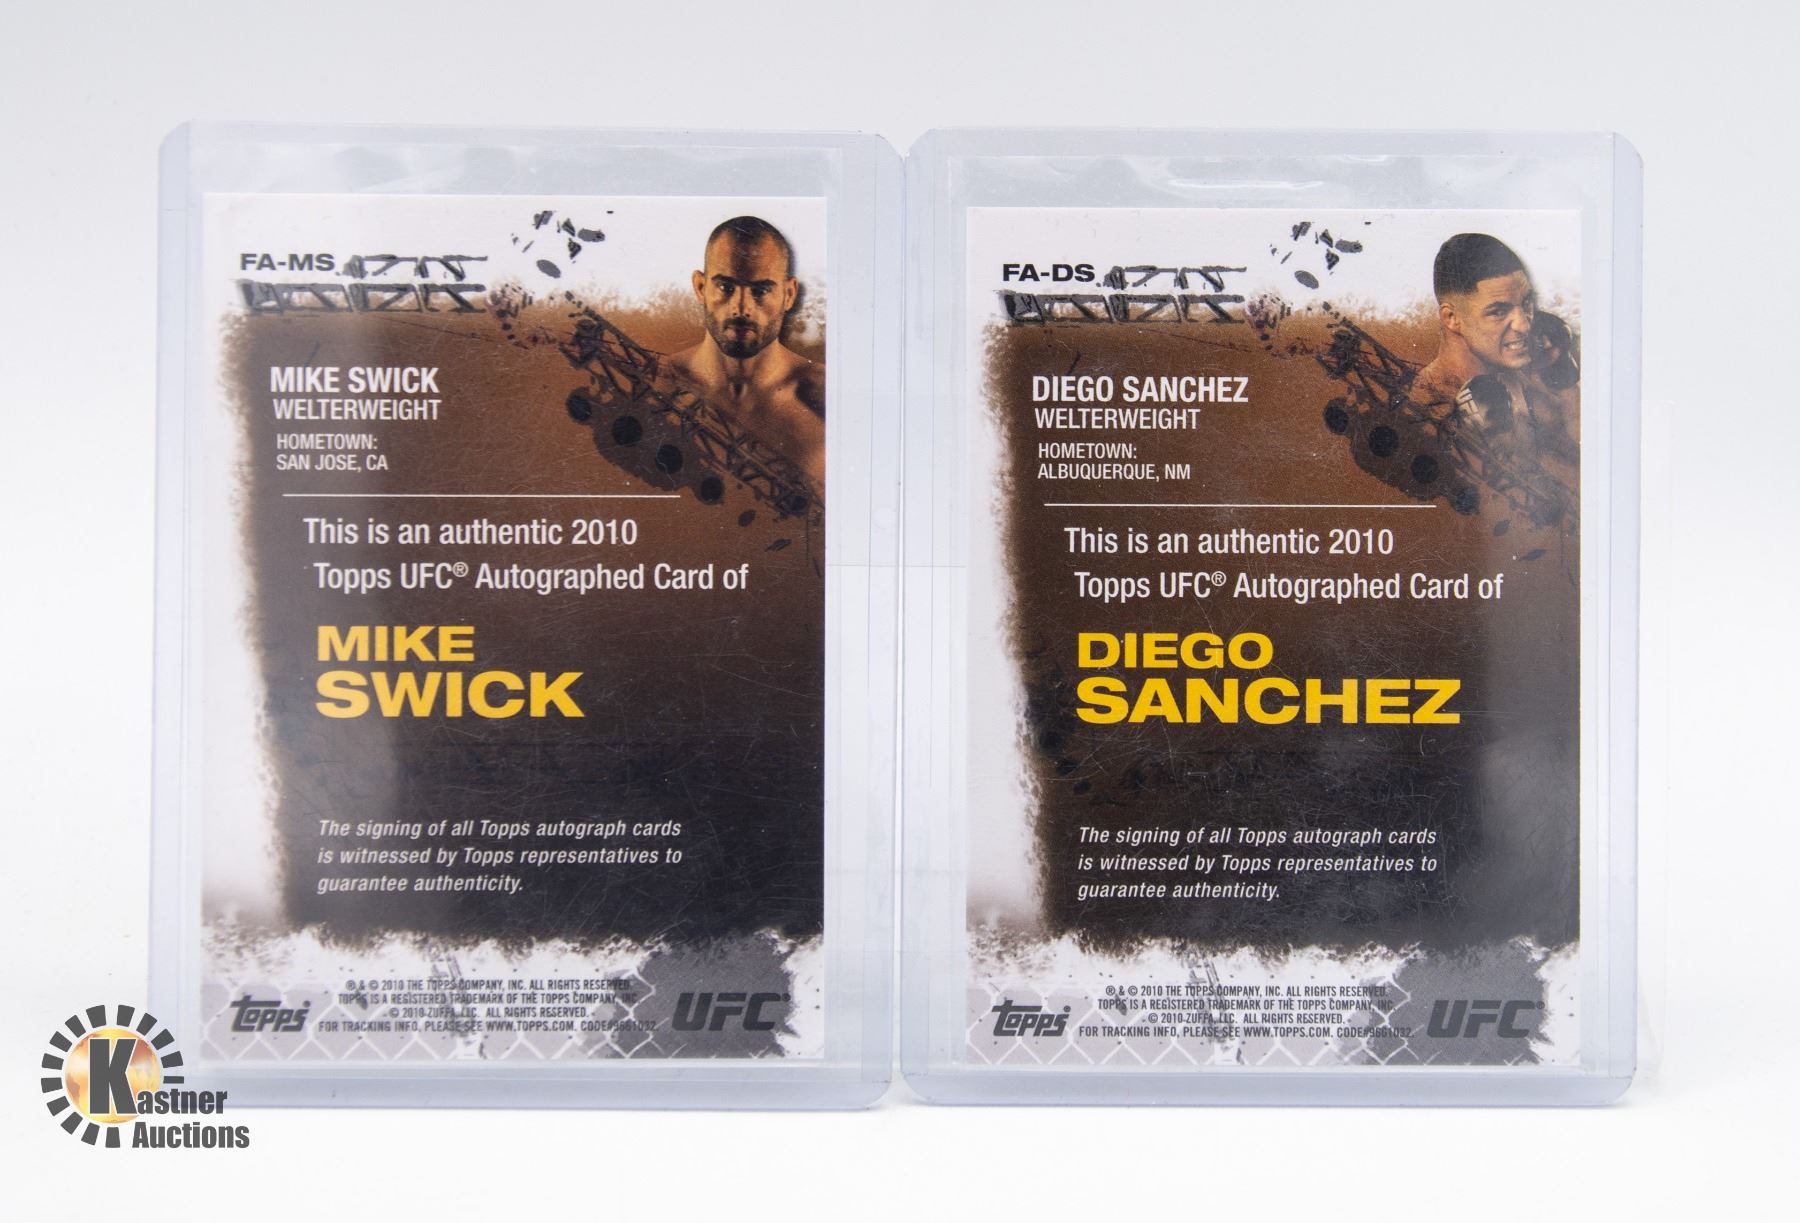 FA-MS
MIKE SWICK
WELTERWEIGHT
HOMETOWN:
SAN JOSE, CA
This is an authentic 2010
Topps UFC® Autographed Card of
MIKE
SWICK
The signing of all Topps autograph cards
is witnessed by Topps representatives to
guarantee authenticity.
®, & © 2010 THE TOPPS COMPANY, INC. ALL RIGHTS RESERVED.
TOPPS IS A REGISTERED TRADEMARK OF THE TOPPS COMPANY, INC.
- © 2010 ZUFFA, LLC. ALL RIGHTS RESERVED. -
FOR TRACKING INFO, PLEASE SEE WWW.TOPPS.COM. CODE#9661032
Topps
UFC®
FA-DS
DIEGO SANCHEZ
WELTERWEIGHT
HOMETOWN:
ALBUQUERQUE, NM
This is an authentic 2010
Topps UFC® Autographed Card of
DIEGO
SANCHEZ
The signing of all Topps autograph cards
is witnessed by Topps representatives to
guarantee authenticity.
®, & © 2010 THE TOPPS COMPANY, INC. ALL RIGHTS RESERVED.
TOPPS IS A REGISTERED TRADEMARK OF THE TOPPS COMPANY, INC.
- © 2010 ZUFFA, LLC. ALL RIGHTS RESERVED. -
FOR TRACKING INFO, PLEASE SEE WWW.TOPPS.COM. CODE#9661032
Topps
UFC®
Kastner
Auctions